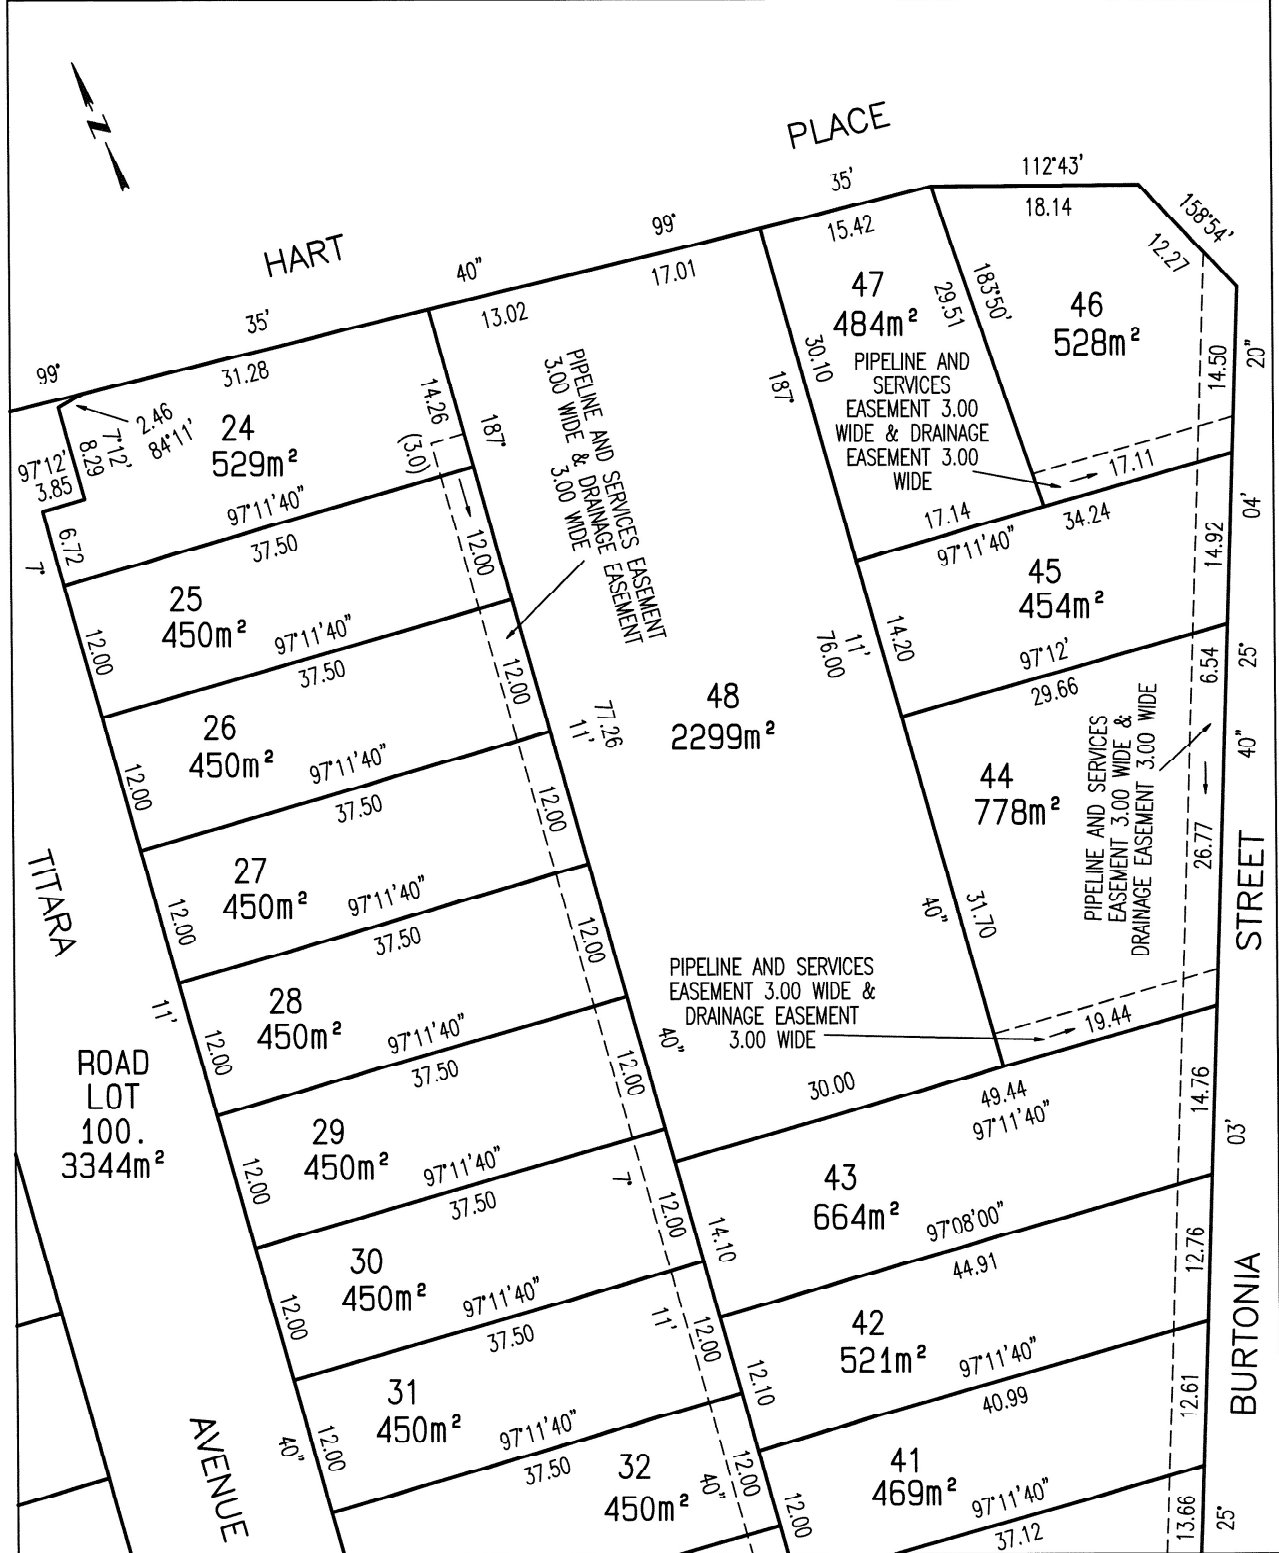 N
HART
PLACE
99°
35'
40"
99°
35'
112°43'
158°54'
31.28
13.02
17.01
15.42
18.14
12.27
2.46
84°11'
7°12'
8.29
97°12'
3.85
6.72
7°
24
529m²
14.26
(3.0)
187°
97°11'40"
37.50
12.00
PIPELINE AND SERVICES EASEMENT
3.00 WIDE & DRAINAGE EASEMENT
3.00 WIDE
47
484m²
30.10
29.51
183°50'
187°
PIPELINE AND
SERVICES
EASEMENT 3.00
WIDE & DRAINAGE
EASEMENT 3.00
WIDE
46
528m²
14.50
20"
17.11
17.14
34.24
97°11'40"
04'
14.92
25
450m²
97°11'40"
37.50
12.00
12.00
45
454m²
14.20
11'
76.00
97°12'
29.66
6.54
25°
26
450m²
97°11'40"
37.50
12.00
12.00
77.26
11'
48
2299m²
44
778m²
31.70
40"
PIPELINE AND SERVICES
EASEMENT 3.00 WIDE &
DRAINAGE EASEMENT 3.00 WIDE
26.77
40"
27
450m²
97°11'40"
37.50
12.00
12.00
TITARA
AVENUE
STREET
BURTONIA
28
450m²
97°11'40"
37.50
12.00
12.00
11'
40"
PIPELINE AND SERVICES
EASEMENT 3.00 WIDE &
DRAINAGE EASEMENT
3.00 WIDE
19.44
30.00
49.44
97°11'40"
14.76
03'
ROAD
LOT
100.
3344m²
29
450m²
97°11'40"
37.50
12.00
12.00
7°
43
664m²
14.10
97°08'00"
44.91
12.76
30
450m²
97°11'40"
37.50
12.00
12.00
11'
42
521m²
12.10
97°11'40"
40.99
12.61
31
450m²
97°11'40"
37.50
12.00
12.00
40"
32
450m²
40"
12.00
41
469m²
12.00
97°11'40"
37.12
13.66
25°